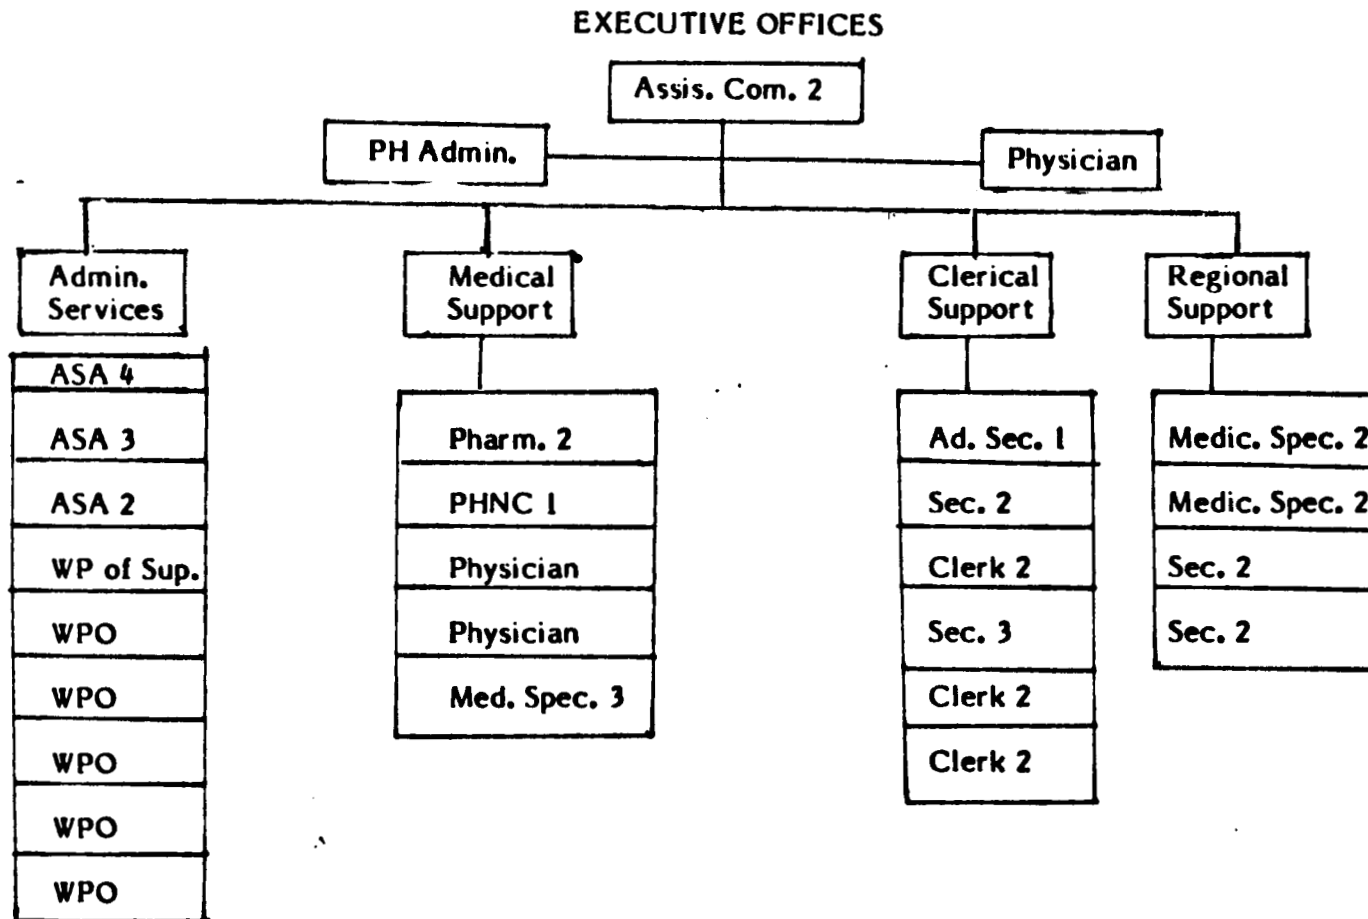 EXECUTIVE OFFICES
Assis. Com. 2
PH Admin.
Physician
Admin.
Services
Medical
Support
Clerical
Support
Regional
Support
ASA 4
ASA 3
ASA 2
WP of Sup.
WPO
WPO
WPO
WPO
WPO
Pharm. 2
PHNC 1
Physician
Physician
Med. Spec. 3
Ad. Sec. 1
Sec. 2
Clerk 2
Sec. 3
Clerk 2
Clerk 2
Medic. Spec. 2
Medic. Spec. 2
Sec. 2
Sec. 2